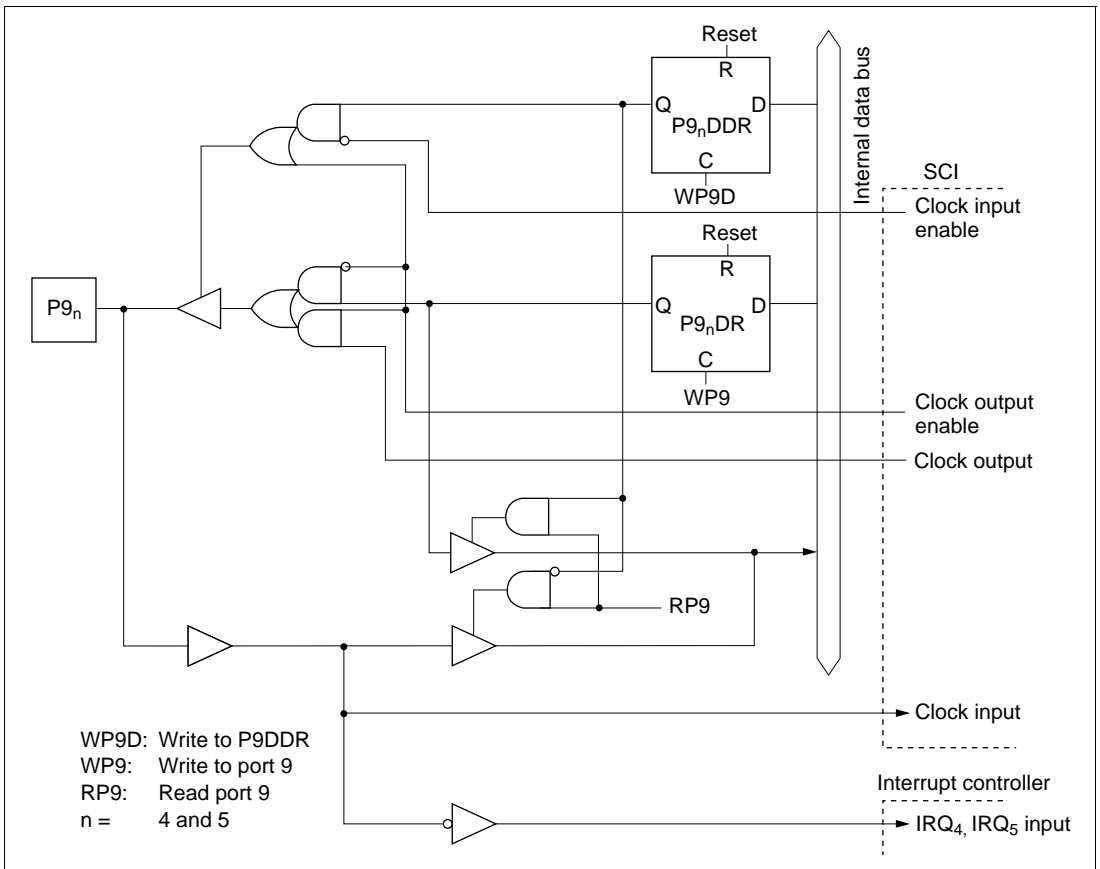 Reset
R
Q D
P9nDDR
C
WP9D
Internal data bus
SCI
Clock input
enable
Reset
R
Q D
P9nDR
C
WP9
P9n
Clock output
enable
Clock output
RP9
Clock input
WP9D: Write to P9DDR
WP9: Write to port 9
RP9: Read port 9
n = 4 and 5
Interrupt controller
IRQ4, IRQ5 input